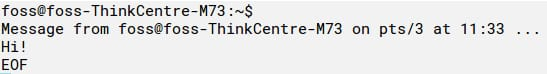 foss@foss-ThinkCentre-M73:~$
Message from foss@foss-ThinkCentre-M73 on pts/3 at 11:33 ...
Hi!
EOF